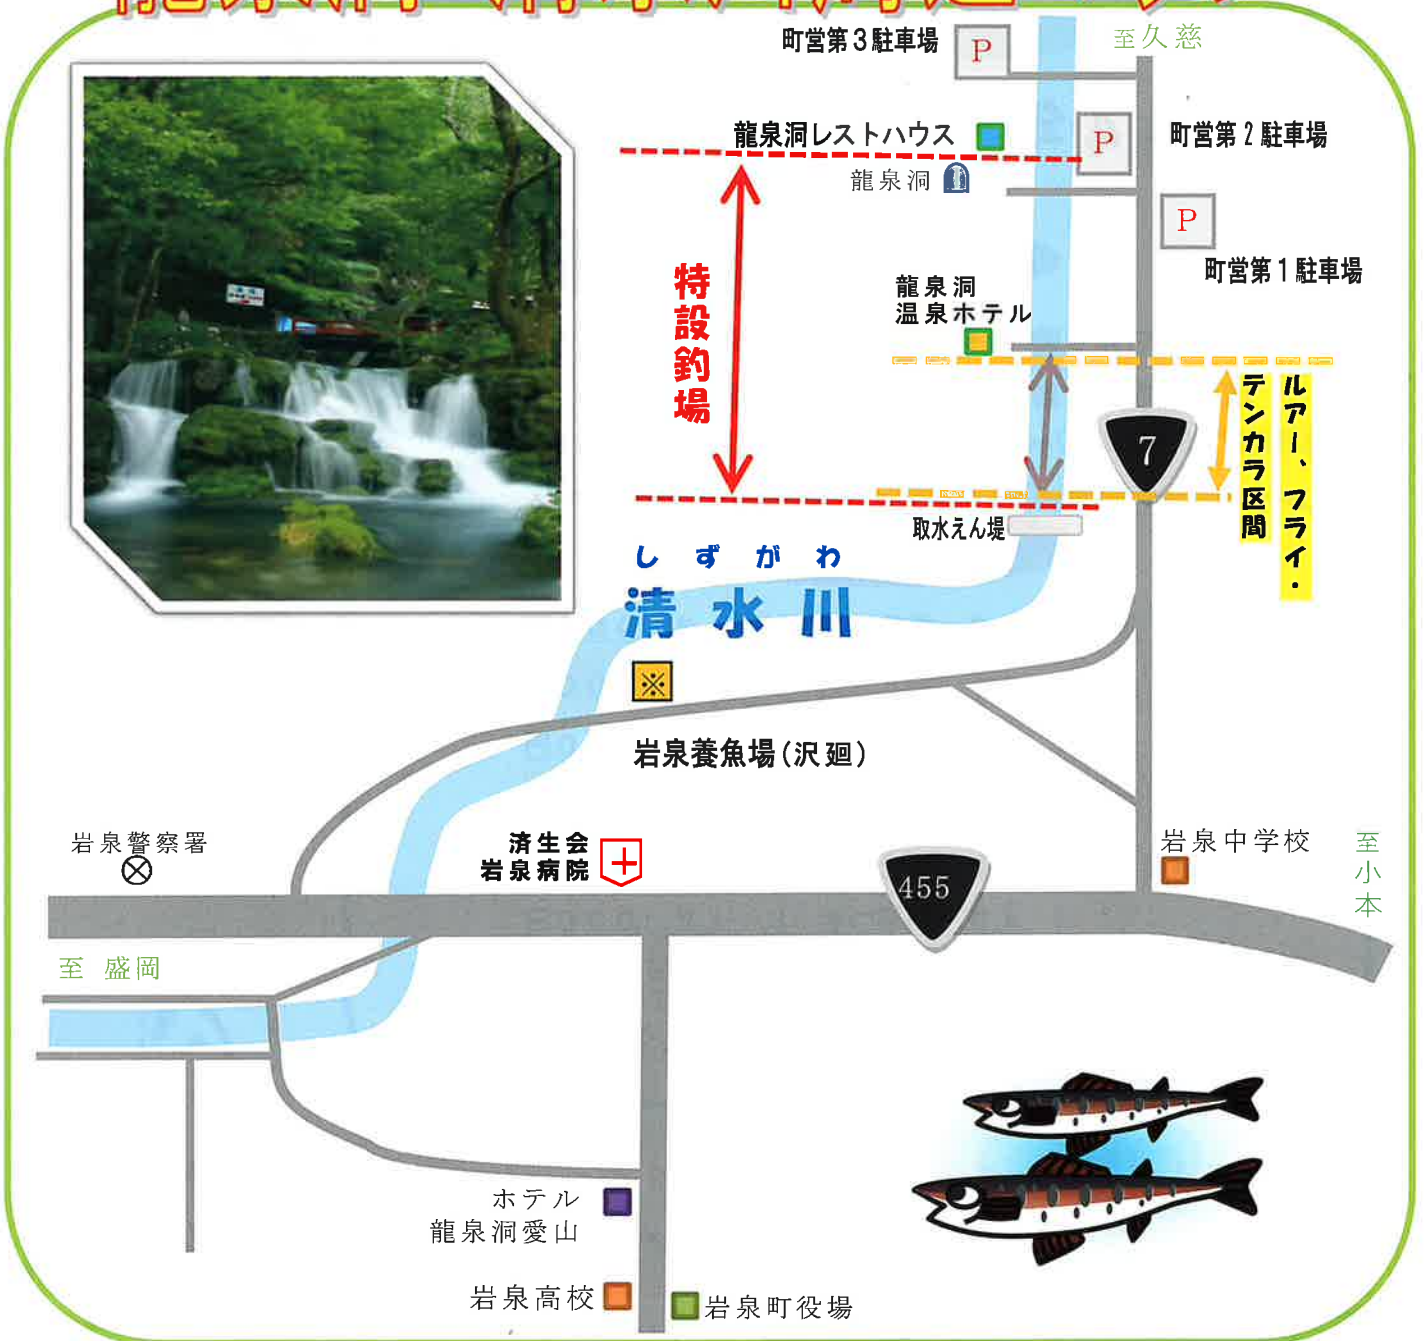 町営第3駐車場
P
至久慈
龍泉洞レストハウス
P
町営第2駐車場
龍泉洞
P
町営第1駐車場
特設釣場
龍泉洞
温泉ホテル
7
ルアー、フライ・
テンカラ区間
取水えん堤
しずがわ
清水川
※
岩泉養魚場(沢廻)
岩泉警察署
済生会
岩泉病院
455
岩泉中学校
至小本
至 盛岡
ホテル
龍泉洞愛山
岩泉高校
岩泉町役場